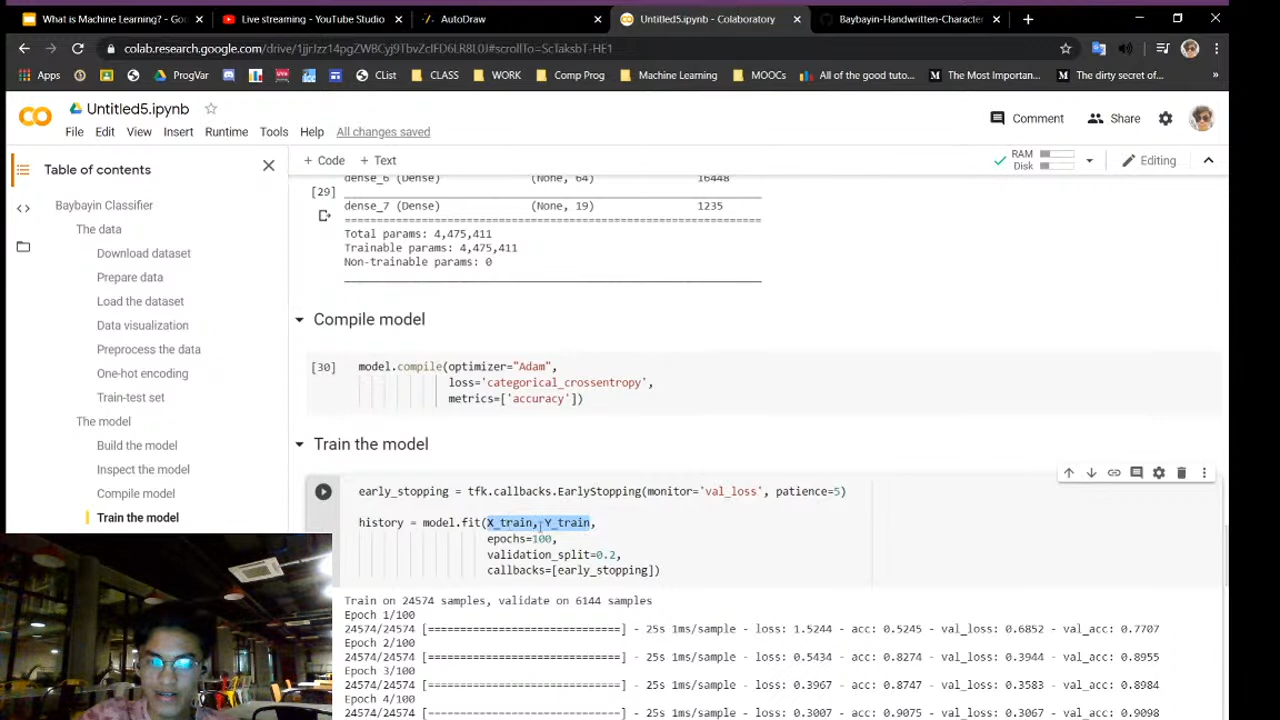 What is Machine Learning? - Goo
Live streaming - YouTube Studio
AutoDraw
Untitled5.ipynb - Colaboratory
Baybayin-Handwritten-Character
Apps
ProgVar
CList
CLASS
WORK
Comp Prog
Machine Learning
MOOCs
All of the good tuto...
The Most Importan...
The dirty secret of...
Untitled5.ipynb
File Edit View Insert Runtime Tools Help All changes saved
Comment
Share
Table of contents
+ Code + Text
RAM
Disk
Editing
Baybayin Classifier
The data
Download dataset
Prepare data
Load the dataset
Data visualization
Preprocess the data
One-hot encoding
Train-test set
The model
Build the model
Inspect the model
Compile model
Train the model
dense_6 (Dense) (None, 64) 16448
[29]
dense_7 (Dense) (None, 19) 1235
Total params: 4,475,411
Trainable params: 4,475,411
Non-trainable params: 0
Compile model
[30] model.compile(optimizer="Adam",
loss='categorical_crossentropy',
metrics=['accuracy'])
Train the model
early_stopping = tfk.callbacks.EarlyStopping(monitor='val_loss', patience=5)
history = model.fit(X_train, Y_train,
epochs=100,
validation_split=0.2,
callbacks=[early_stopping])
Train on 24574 samples, validate on 6144 samples
Epoch 1/100
24574/24574 [==============================] - 25s 1ms/sample - loss: 1.5244 - acc: 0.5245 - val_loss: 0.6852 - val_acc: 0.7707
Epoch 2/100
24574/24574 [==============================] - 25s 1ms/sample - loss: 0.5434 - acc: 0.8274 - val_loss: 0.3944 - val_acc: 0.8955
Epoch 3/100
24574/24574 [==============================] - 25s 1ms/sample - loss: 0.3967 - acc: 0.8747 - val_loss: 0.3583 - val_acc: 0.8984
Epoch 4/100
24574/24574 [==============================] - 25s 1ms/sample - loss: 0.3007 - acc: 0.9075 - val_loss: 0.3067 - val_acc: 0.9098